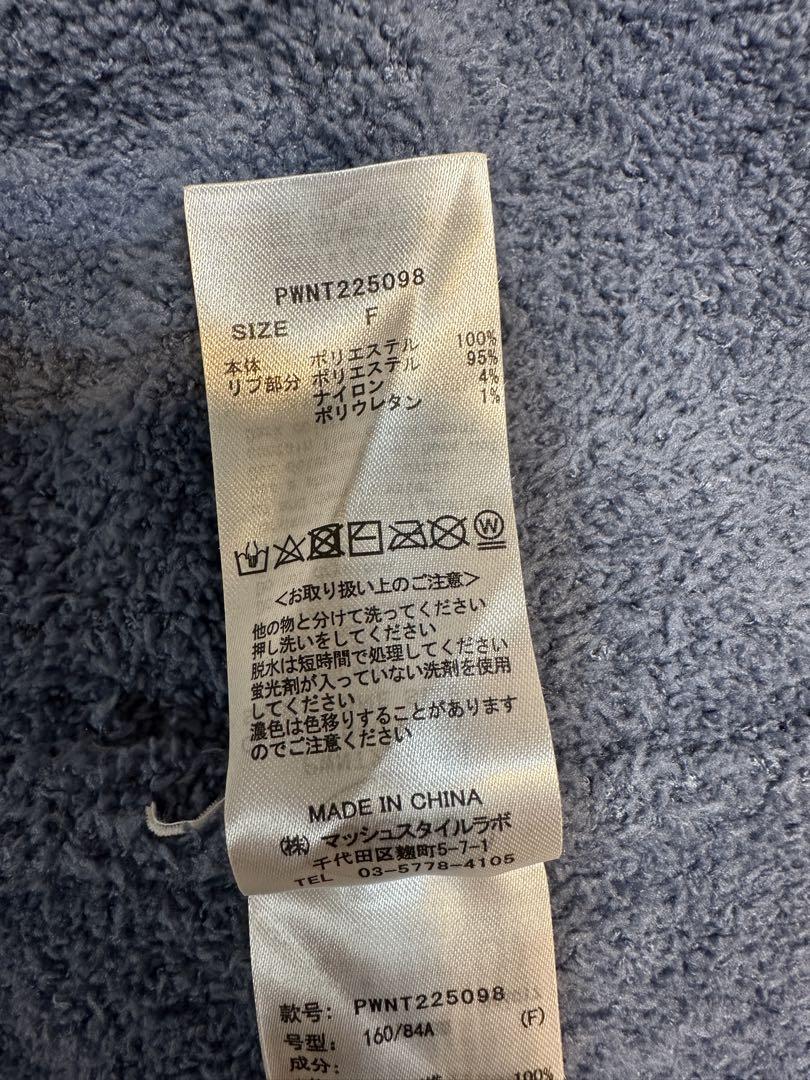 PWNT225098
SIZE F
本体 ポリエステル 100%
リブ部分 ポリエステル 95%
ナイロン 4%
ポリウレタン 1%
W
<お取り扱い上のご注意>
他の物と分けて洗ってください
押し洗いをしてください
脱水は短時間で処理してください
蛍光剤が入っていない洗剤を使用
してください
濃色は色移りすることがあります
のでご注意ください
MADE IN CHINA
(株) マッシュスタイルラボ
千代田区麹町5-7-1
TEL 03-5778-4105
款号: PWNT225098
号型: 160/84A (F)
成分:
100%